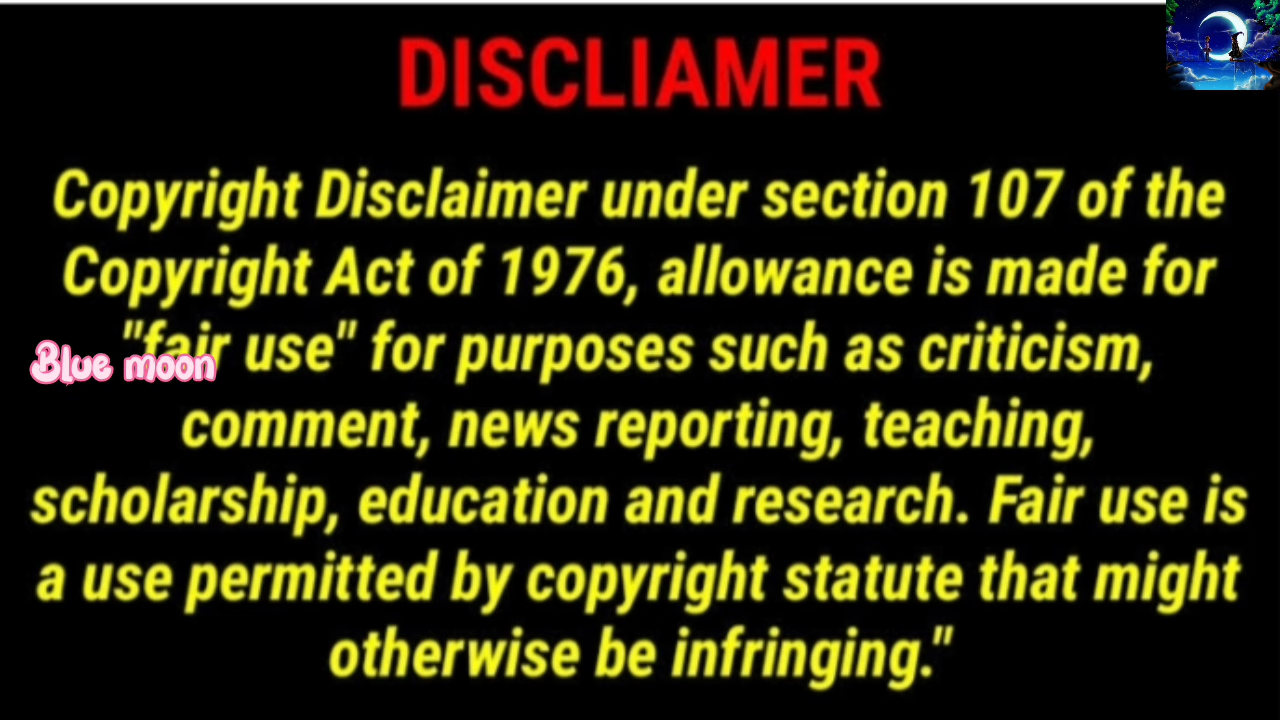 DISCLIAMER
Copyright Disclaimer under section 107 of the
Copyright Act of 1976, allowance is made for
"fair use" for purposes such as criticism,
Blue moon
comment, news reporting, teaching,
scholarship, education and research. Fair use is
a use permitted by copyright statute that might
otherwise be infringing."